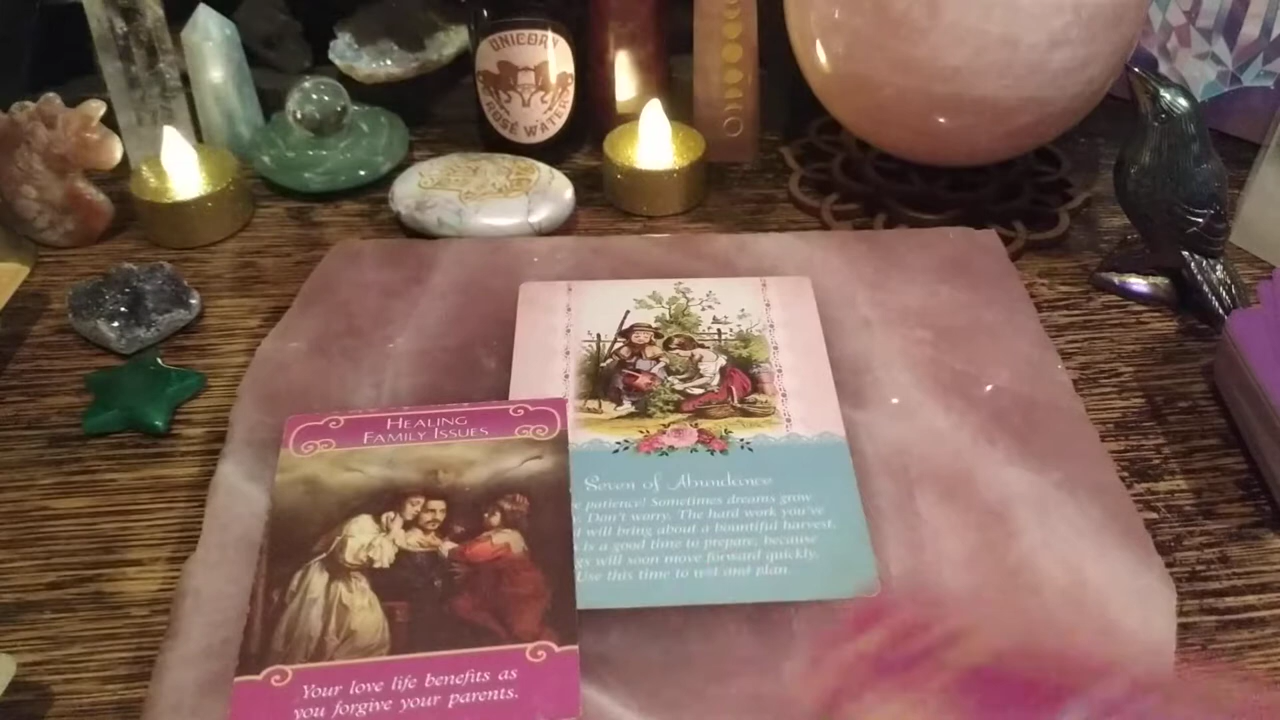 UNICORN
ROSÉ WATER
HEALING
FAMILY ISSUES
Your love life benefits as
you forgive your parents.
Seven of Abundance
patience! Sometimes dreams grow
Don't worry. The hard work you've
will bring about a bountiful harvest.
is a good time to prepare, because
will soon move forward quickly.
Use this time to rest and plan